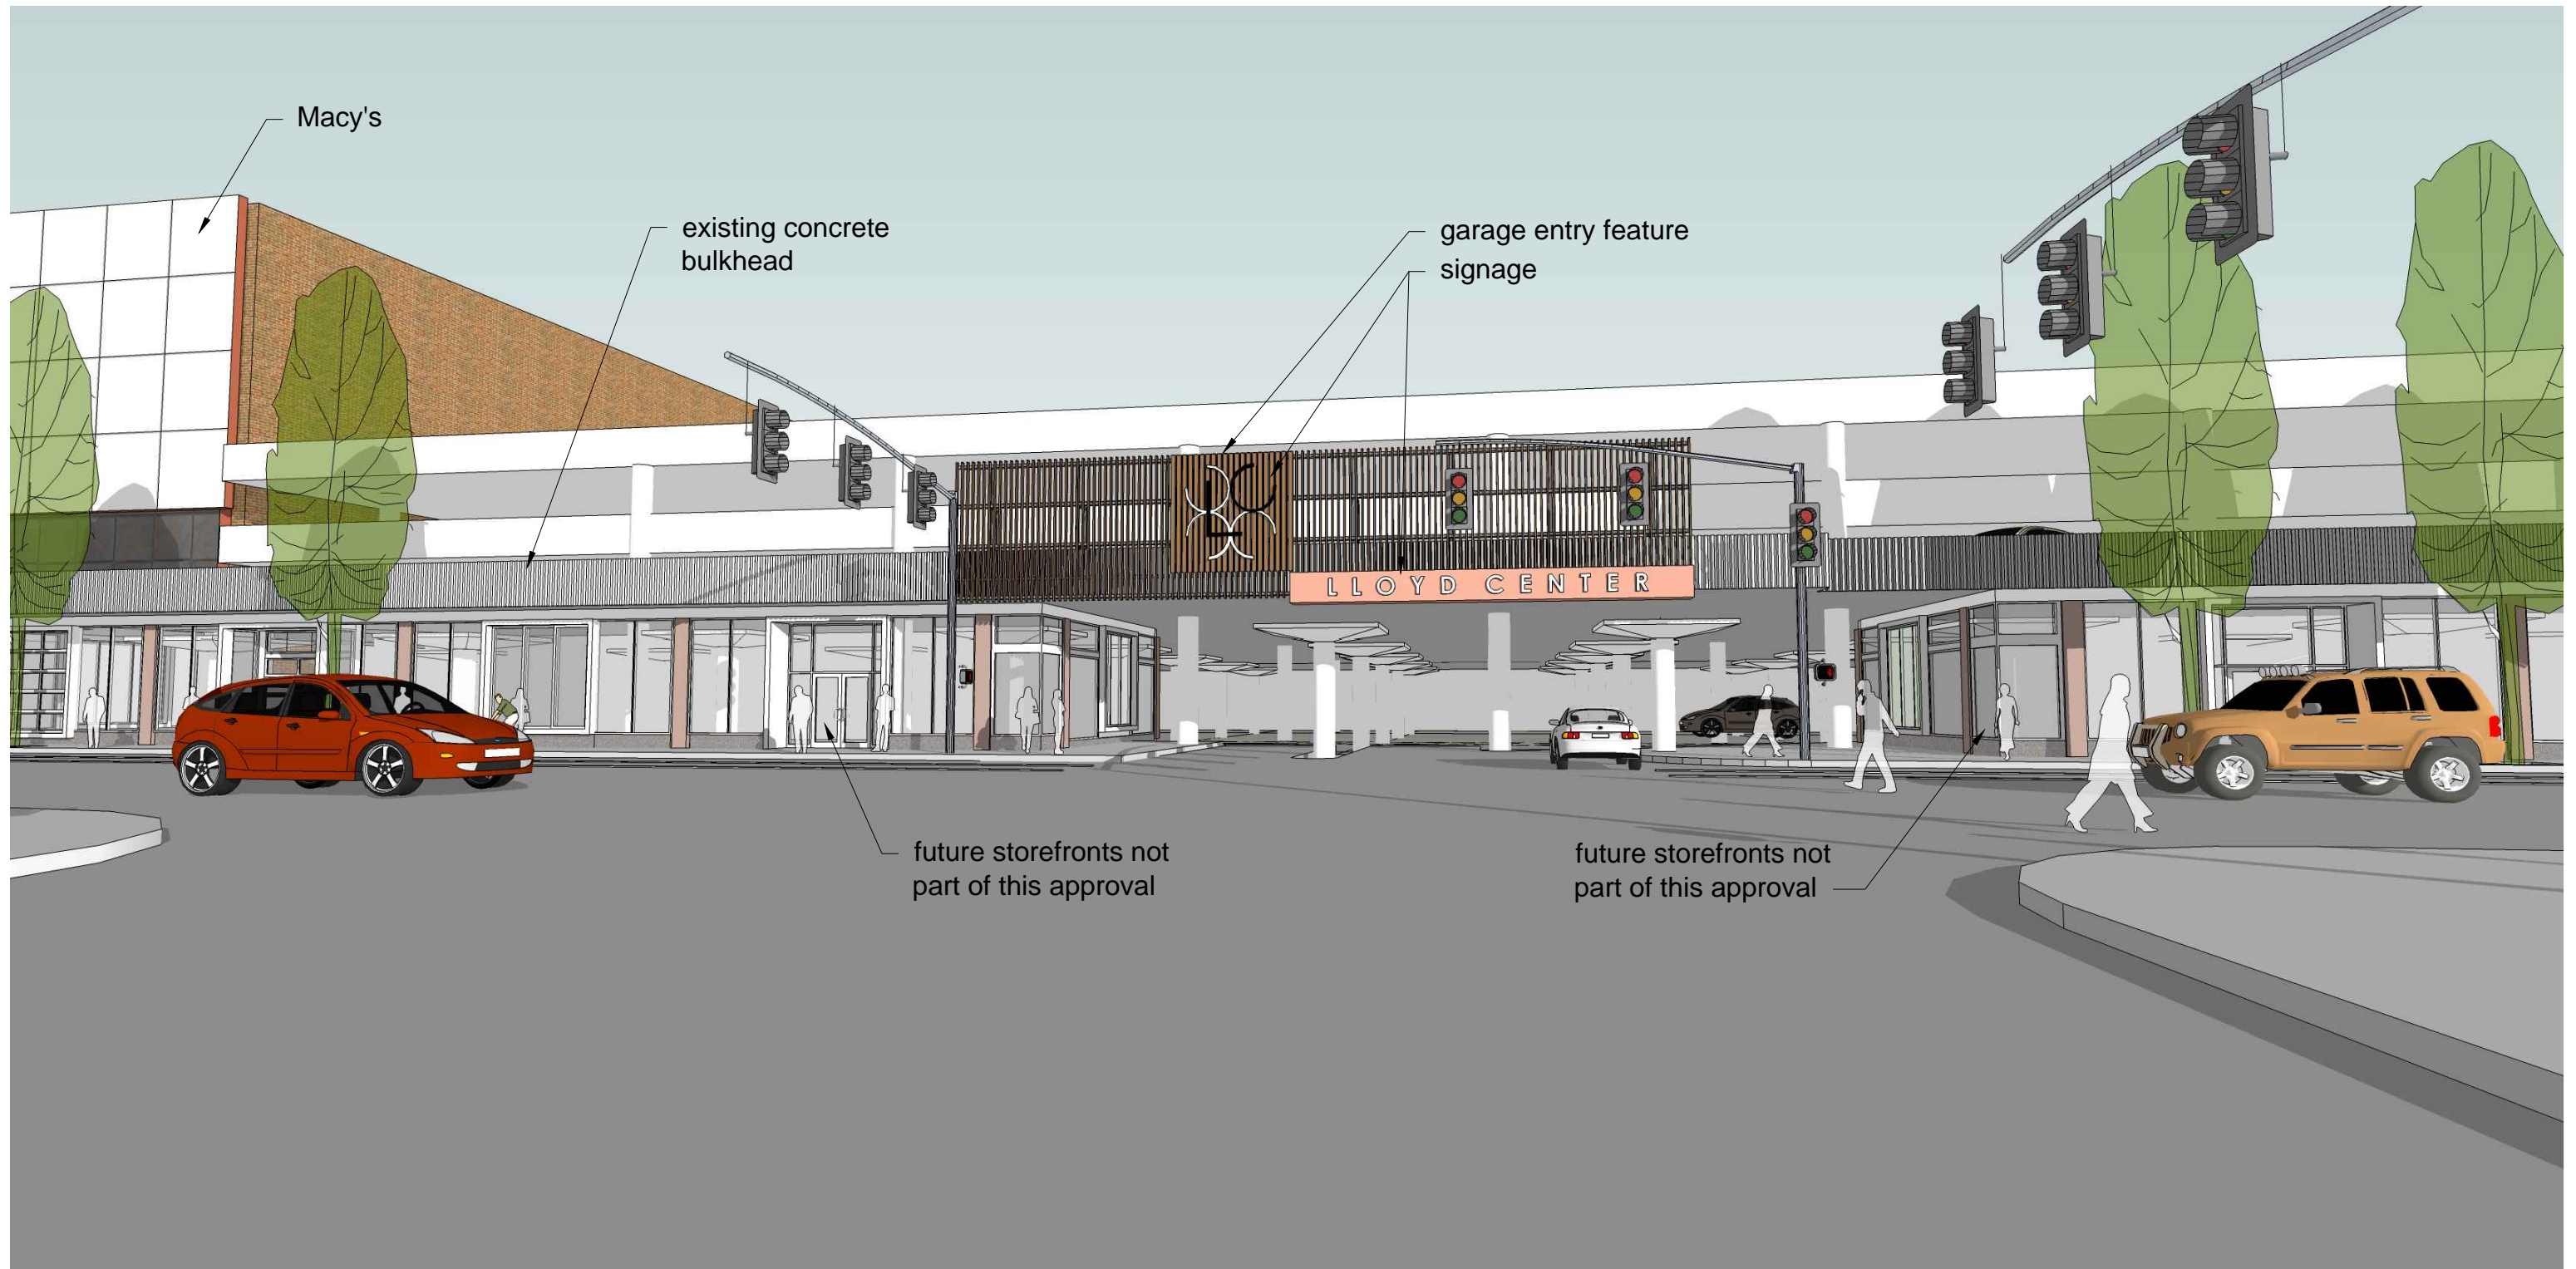 Macy's
existing concrete
bulkhead
garage entry feature
signage
LC
LLOYD CENTER
future storefronts not
part of this approval
future storefronts not
part of this approval